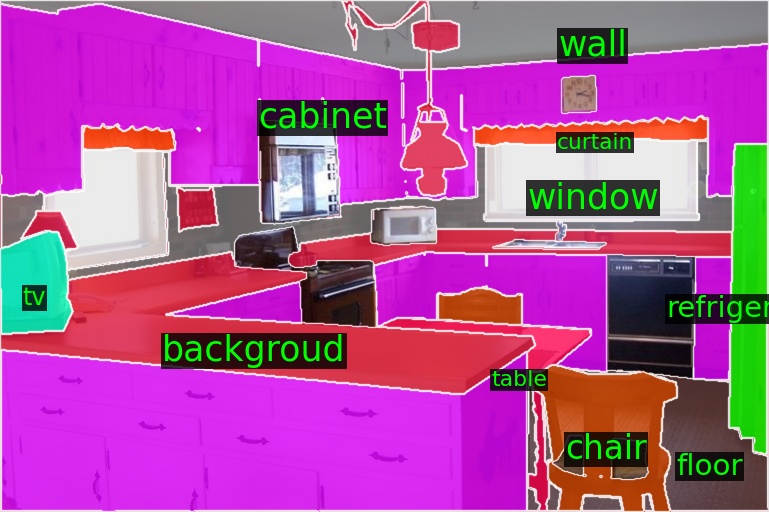 wall
cabinet
curtain
window
tv
refriger
backgroud
table
chair
floor